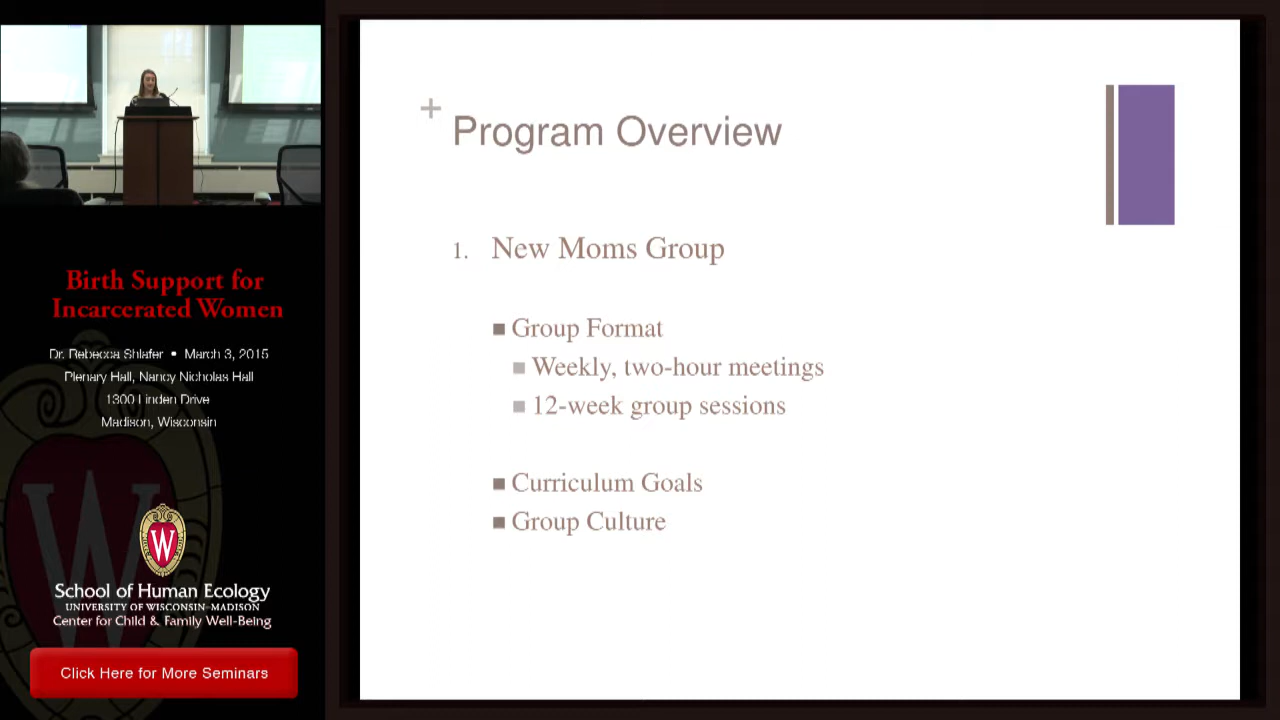 Birth Support for
Incarcerated Women
Dr. Rebecca Shlafer • March 3, 2015
Plenary Hall, Nancy Nicholas Hall
1300 Linden Drive
Madison, Wisconsin
W
School of Human Ecology
UNIVERSITY OF WISCONSIN-MADISON
Center for Child & Family Well-Being
Click Here for More Seminars
+
Program Overview
1. New Moms Group
Group Format
Weekly, two-hour meetings
12-week group sessions
Curriculum Goals
Group Culture